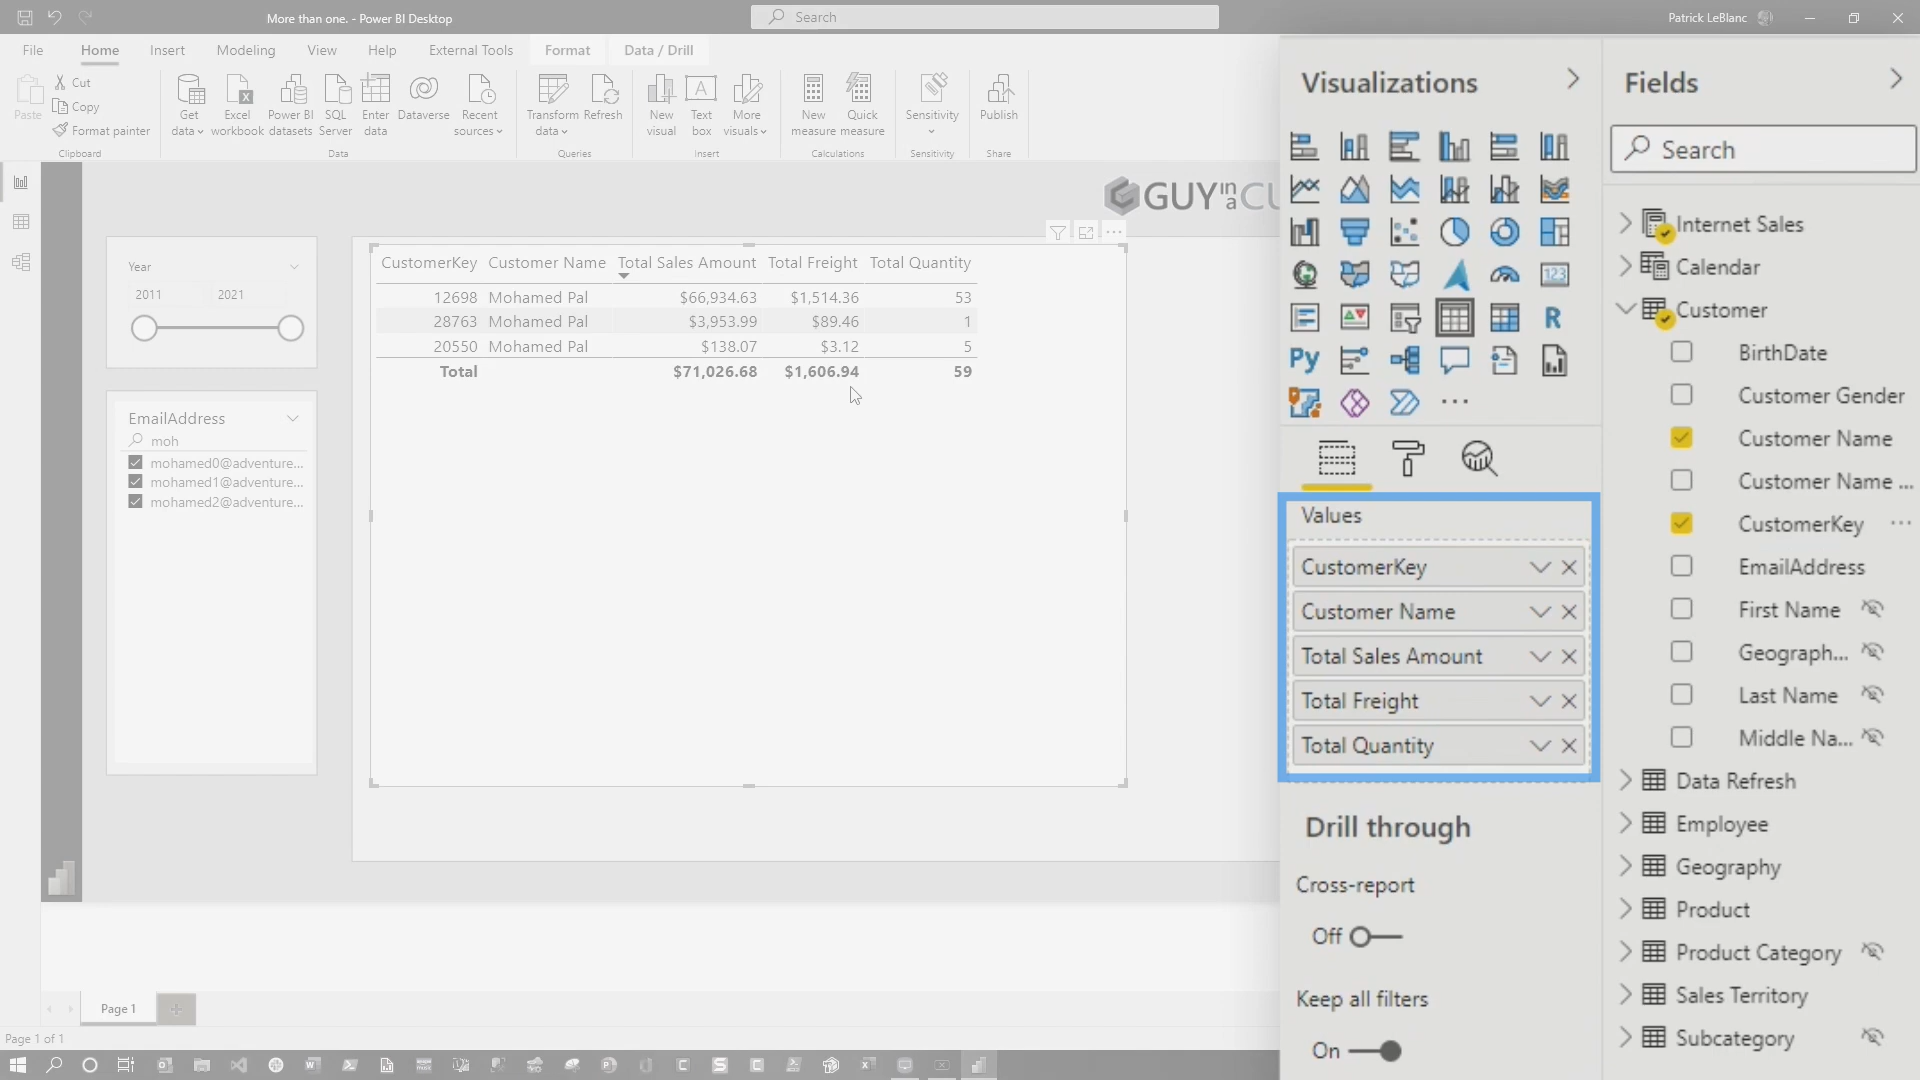 More than one. - Power BI Desktop
Search
Patrick LeBlanc
File
Home
Insert
Modeling
View
Help
External Tools
Format
Data / Drill
Paste
Cut
Copy
Format painter
Clipboard
Get data
Excel workbook
Power BI datasets
SQL Server
Enter data
Dataverse
Recent sources
Data
Transform data
Refresh
Queries
New visual
Text box
More visuals
Insert
New measure
Quick measure
Calculations
Sensitivity
Sensitivity
Publish
Share
GUY in a CU
Year
2011 2021
EmailAddress
moh
mohamed0@adventure...
mohamed1@adventure...
mohamed2@adventure...
CustomerKey Customer Name Total Sales Amount Total Freight Total Quantity
12698 Mohamed Pal $66,934.63 $1,514.36 53
28763 Mohamed Pal $3,953.99 $89.46 1
20550 Mohamed Pal $138.07 $3.12 5
Total $71,026.68 $1,606.94 59
Page 1
Page 1 of 1
Visualizations
123
R
Py
Values
CustomerKey
Customer Name
Total Sales Amount
Total Freight
Total Quantity
Drill through
Cross-report
Off
Keep all filters
On
Fields
Search
Internet Sales
Calendar
Customer
BirthDate
Customer Gender
Customer Name
Customer Name ...
CustomerKey ...
EmailAddress
First Name
Geograph...
Last Name
Middle Na...
Data Refresh
Employee
Geography
Product
Product Category
Sales Territory
Subcategory